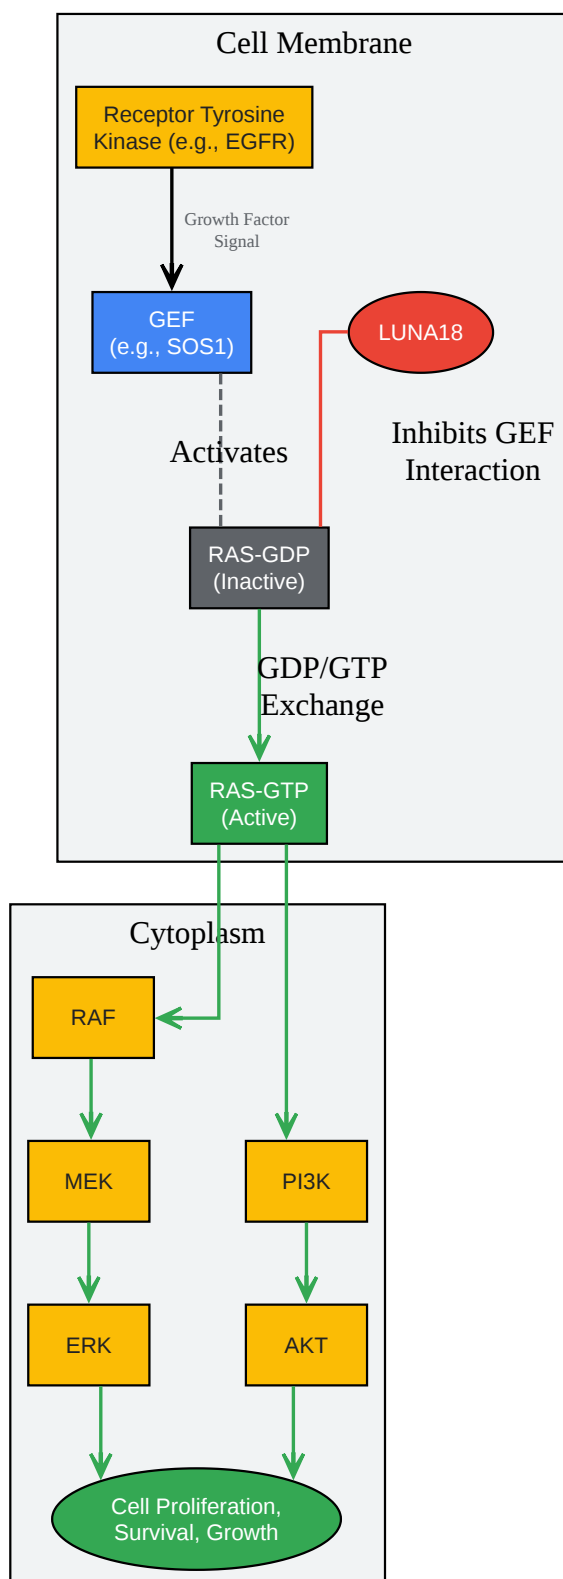 Cell Membrane
Receptor Tyrosine
Kinase (e.g., EGFR)
Growth Factor
Signal
GEF
(e.g., SOS1)
LUNA18
Activates
Inhibits GEF
Interaction
RAS-GDP
(Inactive)
GDP/GTP
Exchange
RAS-GTP
(Active)
Cytoplasm
RAF
MEK
PI3K
ERK
AKT
Cell Proliferation,
Survival, Growth